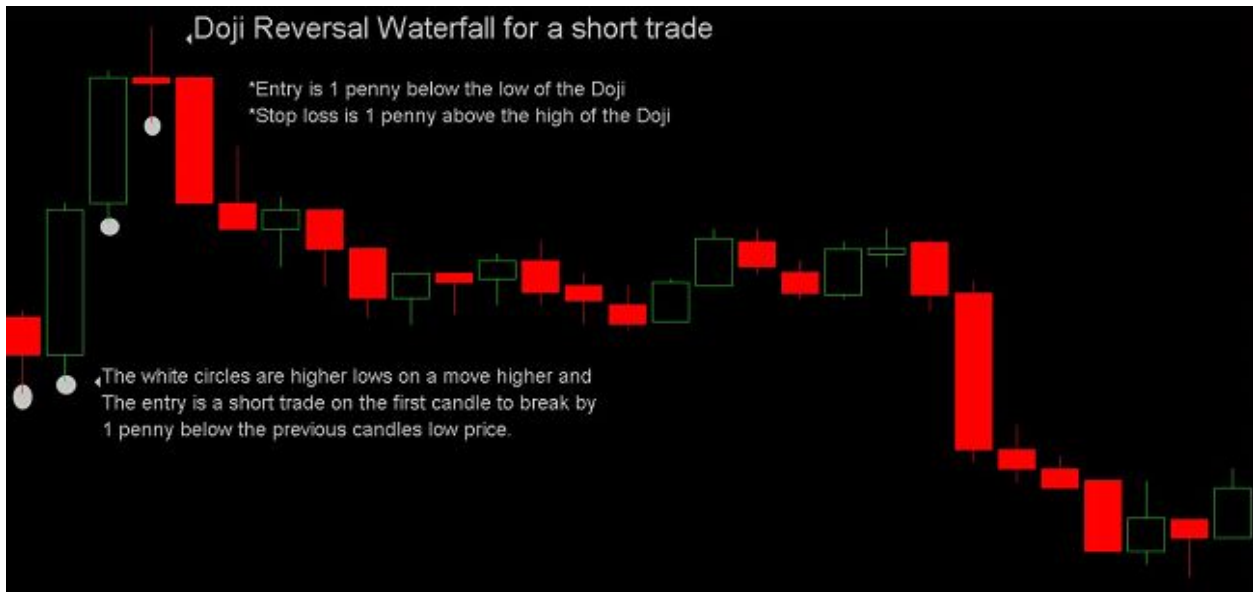 Doji Reversal Waterfall for a short trade
*Entry is 1 penny below the low of the Doji
*Stop loss is 1 penny above the high of the Doji
The white circles are higher lows on a move higher and
The entry is a short trade on the first candle to break by
1 penny below the previous candles low price.